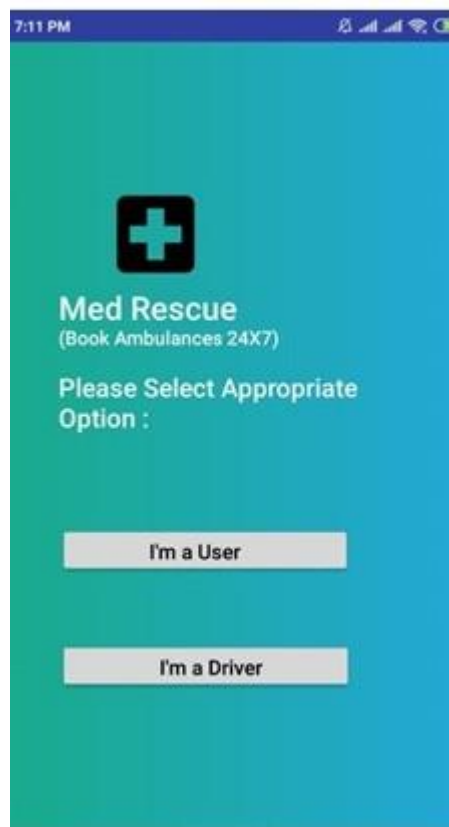 7:11 PM
Med Rescue
(Book Ambulances 24X7)
Please Select Appropriate
Option :
I'm a User
I'm a Driver